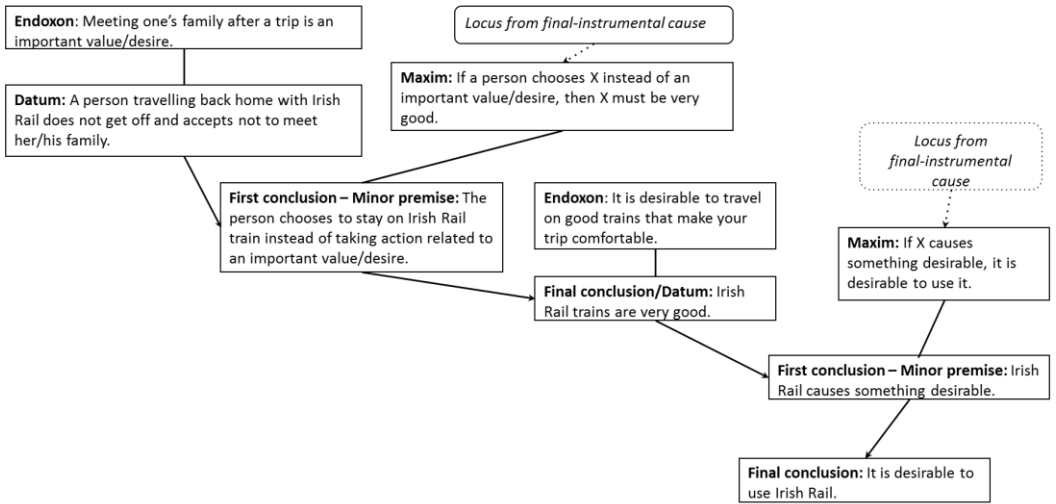 Endoxon: Meeting one's family after a trip is an
important value/desire.
Locus from final-instrumental cause
Datum: A person travelling back home with Irish
Rail does not get off and accepts not to meet
her/his family.
Maxim: If a person chooses X instead of an
important value/desire, then X must be very
good.
Locus from
final-instrumental
cause
First conclusion – Minor premise: The
person chooses to stay on Irish Rail
train instead of taking action related to
an important value/desire.
Endoxon: It is desirable to travel
on good trains that make your
trip comfortable.
Maxim: If X causes
something desirable, it is
desirable to use it.
Final conclusion/Datum: Irish
Rail trains are very good.
First conclusion – Minor premise: Irish
Rail causes something desirable.
Final conclusion: It is desirable to
use Irish Rail.